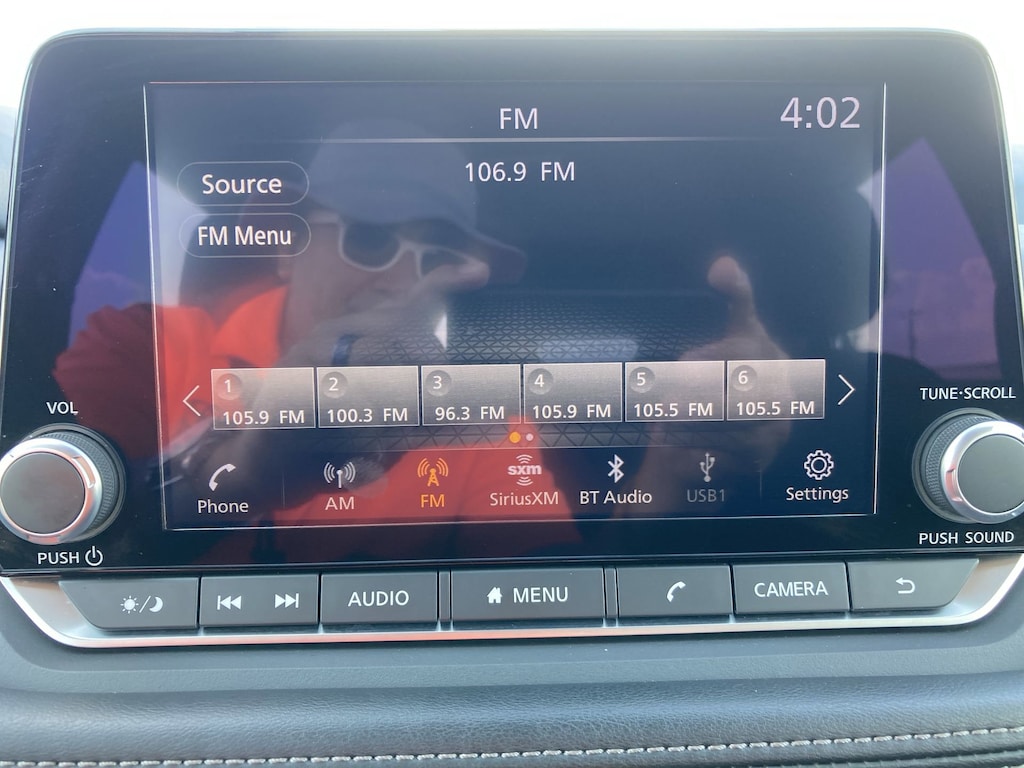 FM
4:02
106.9 FM
Source
FM Menu
1
105.9 FM
2
100.3 FM
3
96.3 FM
4
105.9 FM
5
105.5 FM
6
105.5 FM
Phone
AM
FM
sxm
SiriusXM
BT Audio
USB1
Settings
VOL
PUSH
TUNE·SCROLL
PUSH SOUND
AUDIO
MENU
CAMERA